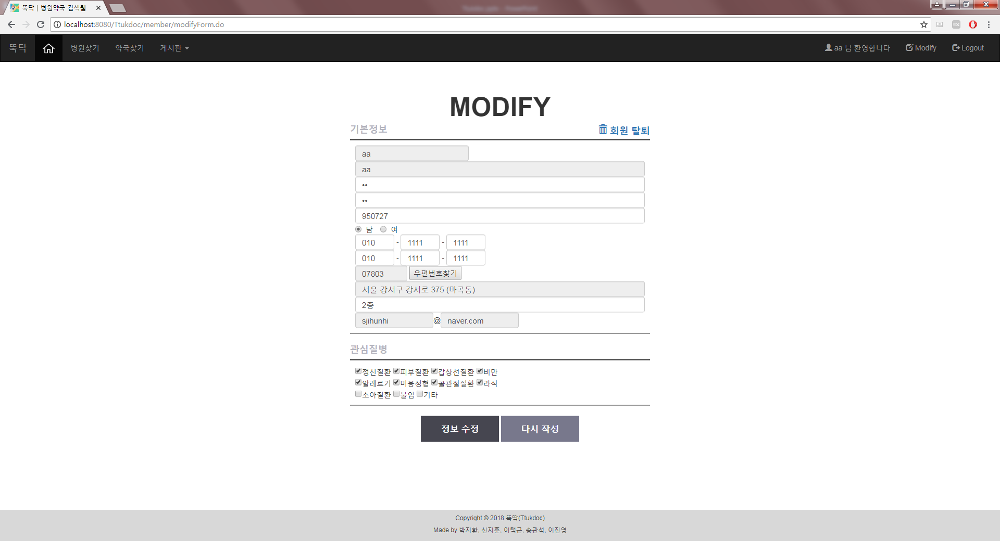 뚝닥 | 병원약국 검색웹
localhost:8080/Ttukdoc/member/modifyForm.do
뚝닥 병원찾기 약국찾기 게시판 aa 님 환영합니다 Modify Logout
MODIFY
기본정보 회원 탈퇴
aa
aa
••
••
950727
남 여
010 - 1111 - 1111
010 - 1111 - 1111
07803 우편번호찾기
서울 강서구 강서로 375 (마곡동)
2층
sjihunhi@naver.com
관심질병
정신질환 피부질환 갑상선질환 비만
알레르기 미용성형 골관절질환 라식
소아질환 불임 기타
정보 수정 다시 작성
Copyright © 2018 뚝딱(Ttukdoc)
Made by 박지환, 신지훈, 이택근, 송관석, 이진영